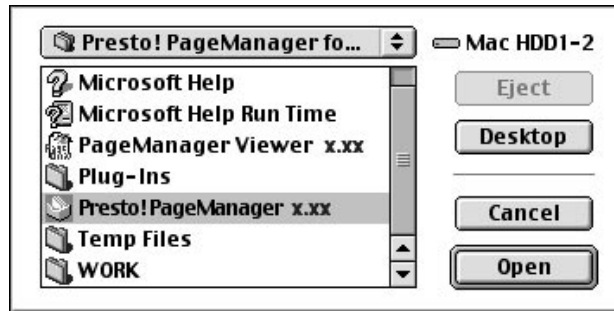 Presto! PageManager fo...
Mac HDD1-2
Microsoft Help
Microsoft Help Run Time
PageManager Viewer x.xx
Plug-Ins
Presto! PageManager x.xx
Temp Files
WORK
Eject
Desktop
Cancel
Open